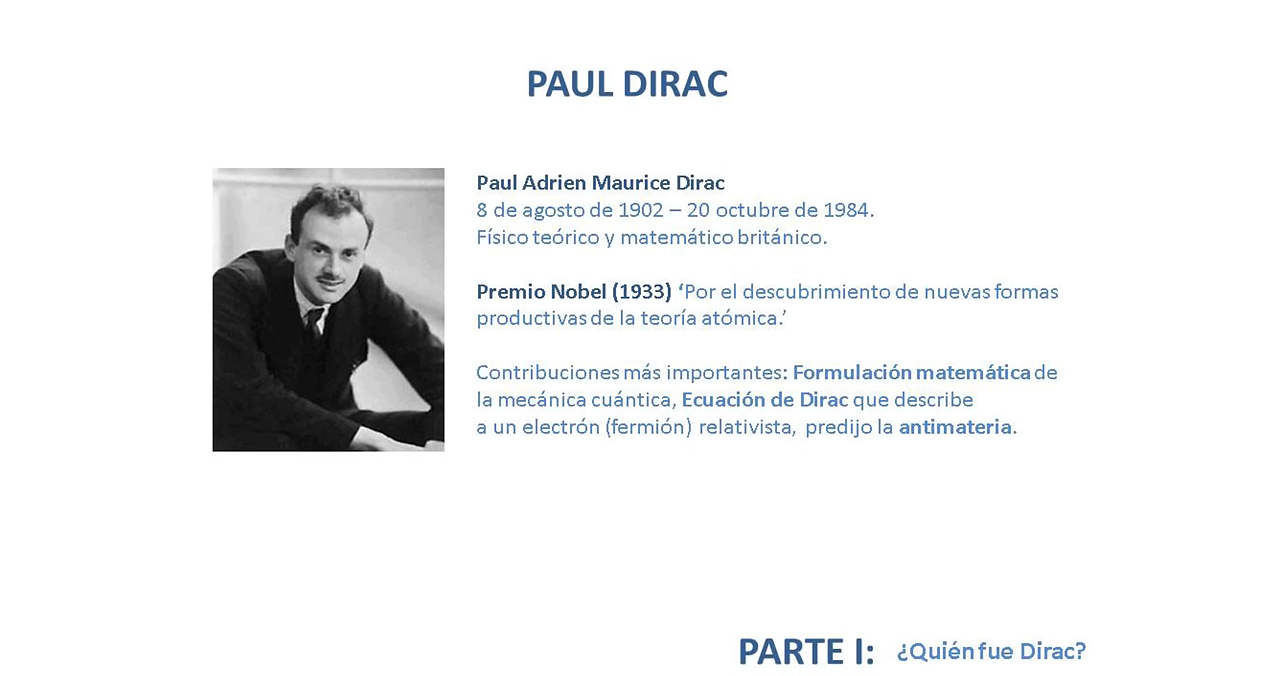 PAUL DIRAC
Paul Adrien Maurice Dirac
8 de agosto de 1902 – 20 octubre de 1984.
Físico teórico y matemático británico.
Premio Nobel (1933) ‘Por el descubrimiento de nuevas formas
productivas de la teoría atómica.’
Contribuciones más importantes: Formulación matemática de
la mecánica cuántica, Ecuación de Dirac que describe
a un electrón (fermión) relativista, predijo la antimateria.
PARTE I: ¿Quién fue Dirac?